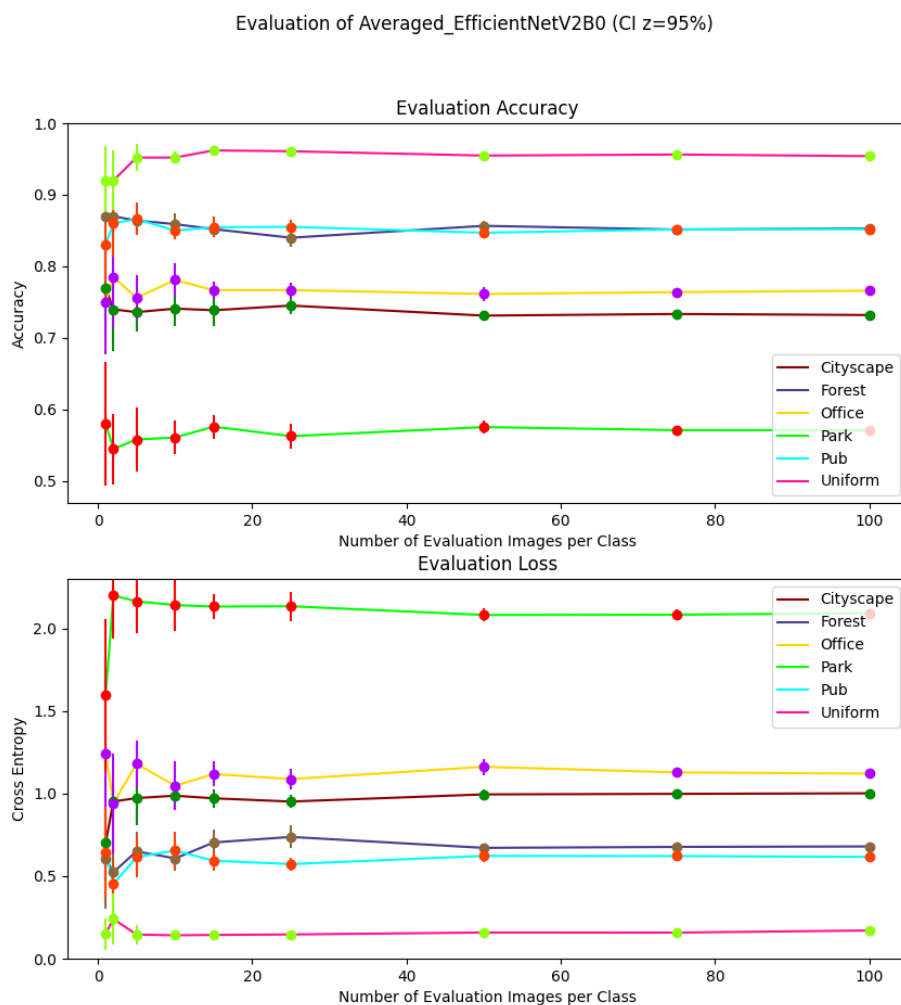 Evaluation of Averaged_EfficientNetV2B0 (CI z=95%)
Evaluation Accuracy
1.0
0.9
0.8
0.7
0.6
0.5
Accuracy
Cityscape
Forest
Office
Park
Pub
Uniform
0 20 40 60 80 100
Number of Evaluation Images per Class
Evaluation Loss
2.0
1.5
1.0
0.5
0.0
Cross Entropy
Cityscape
Forest
Office
Park
Pub
Uniform
0 20 40 60 80 100
Number of Evaluation Images per Class